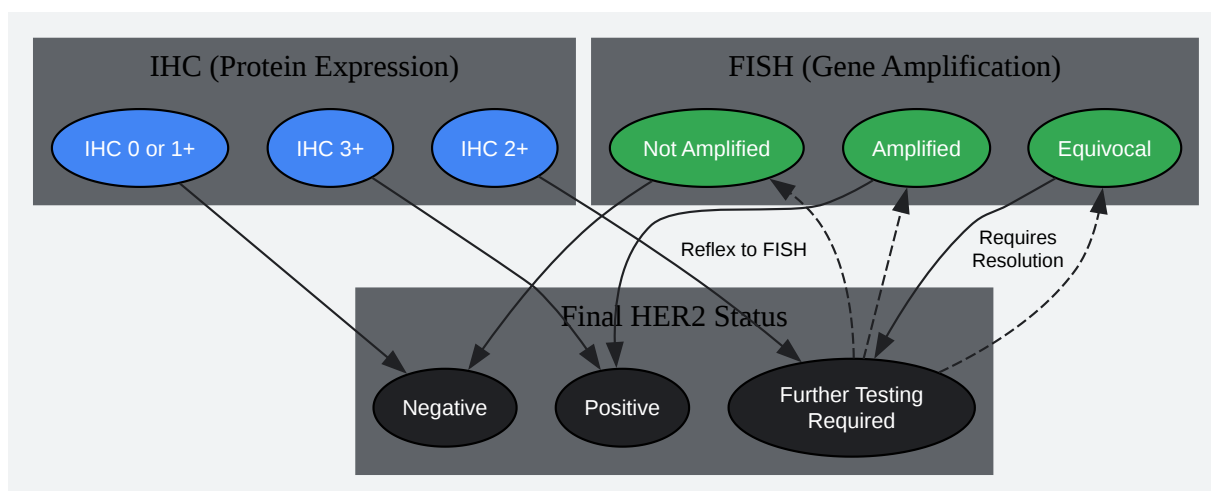 IHC (Protein Expression)
FISH (Gene Amplification)
IHC 0 or 1+
IHC 3+
IHC 2+
Not Amplified
Amplified
Equivocal
Reflex to FISH
Requires
Resolution
Final HER2 Status
Negative
Positive
Further Testing
Required